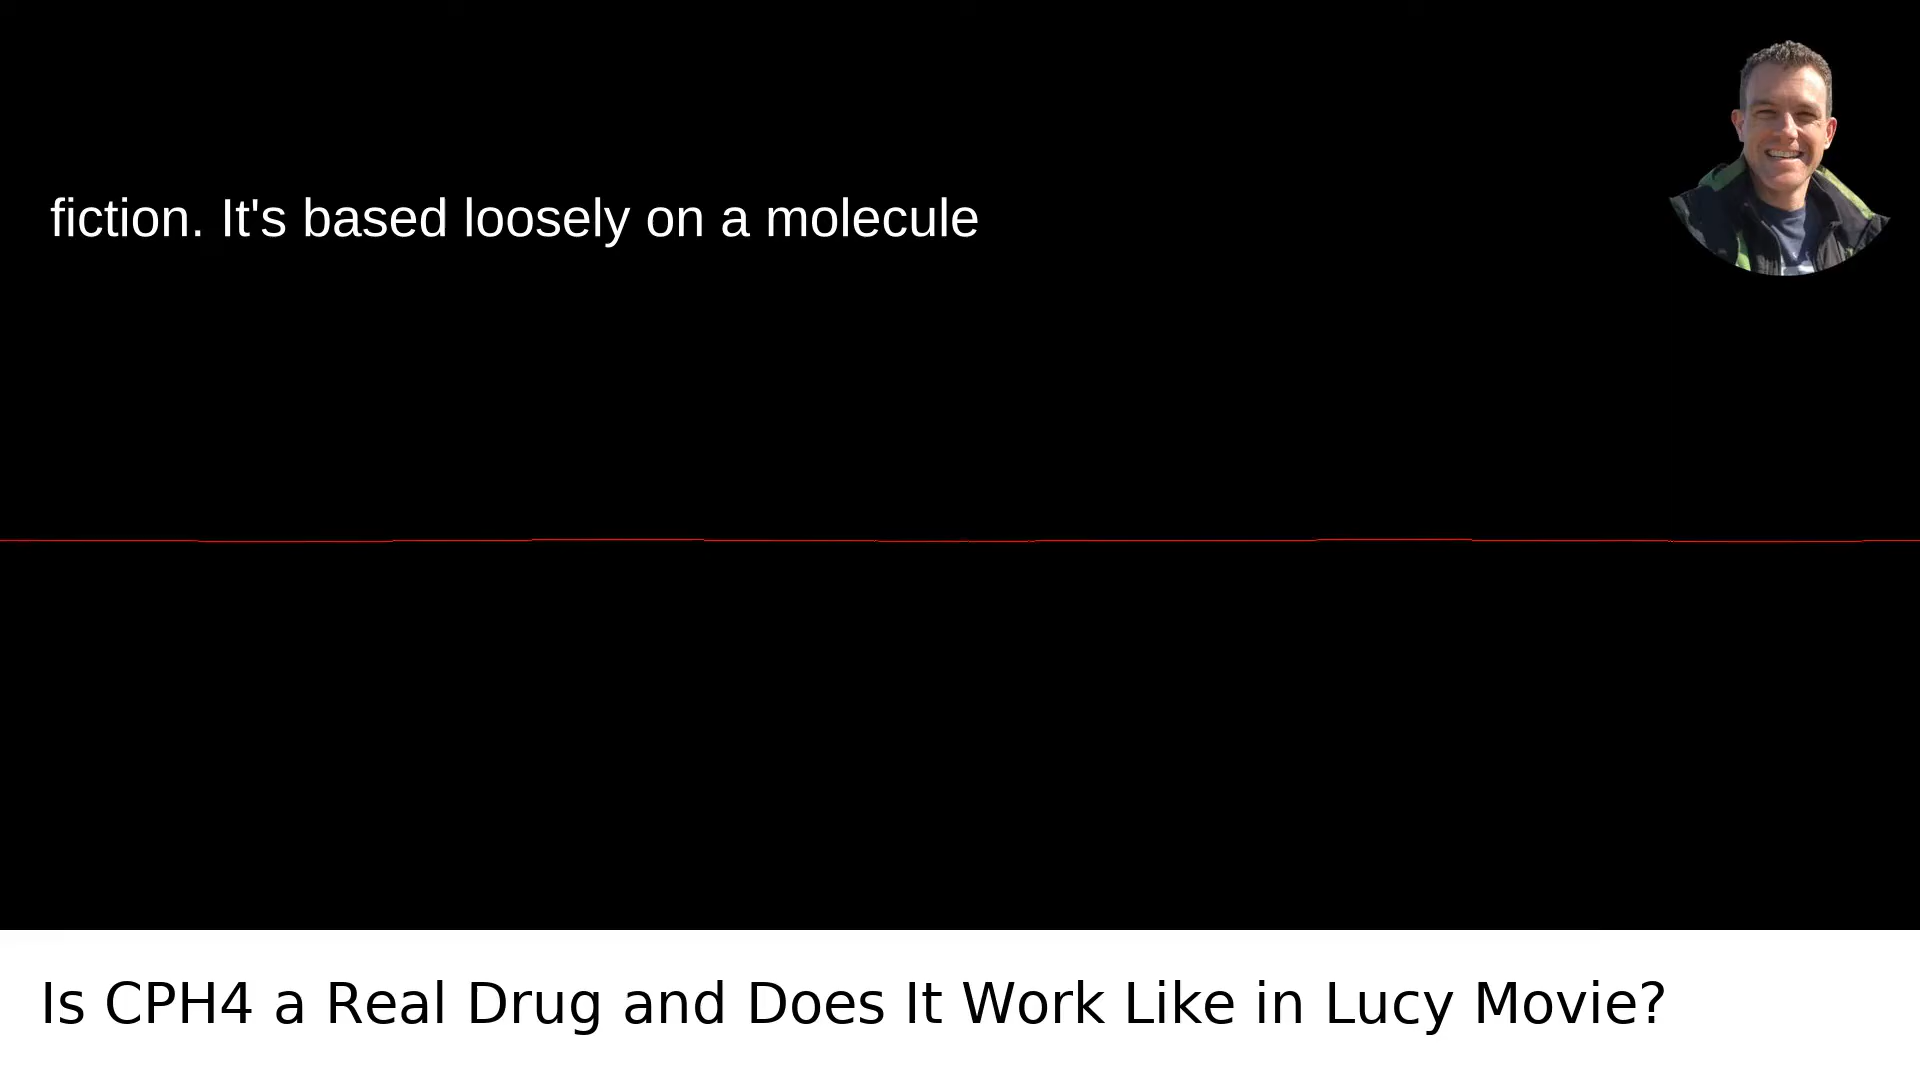 fiction. It's based loosely on a molecule
Is CPH4 a Real Drug and Does It Work Like in Lucy Movie?